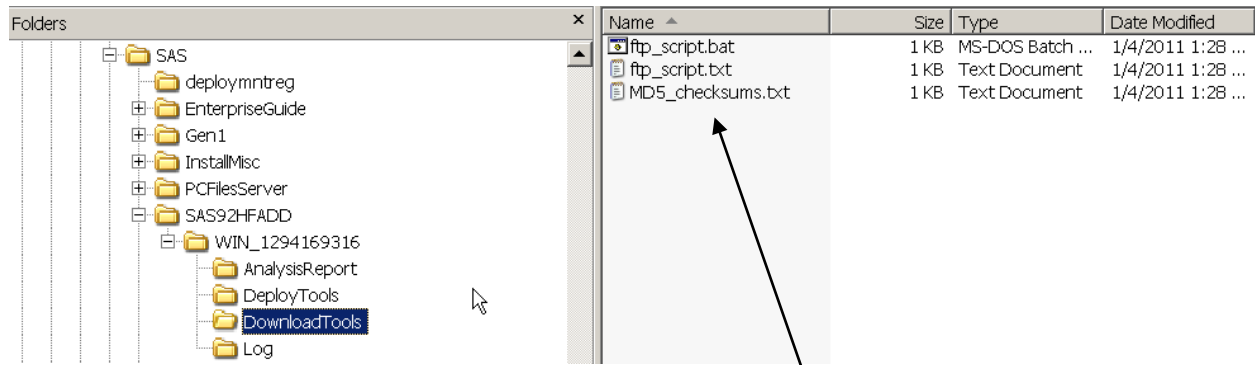 Folders ×
SAS
deploymntreg
EnterpriseGuide
Gen1
InstallMisc
PCFilesServer
SAS92HFADD
WIN_1294169316
AnalysisReport
DeployTools
DownloadTools
Log
Name Size Type Date Modified
ftp_script.bat 1 KB MS-DOS Batch ... 1/4/2011 1:28 ...
ftp_script.txt 1 KB Text Document 1/4/2011 1:28 ...
MD5_checksums.txt 1 KB Text Document 1/4/2011 1:28 ...